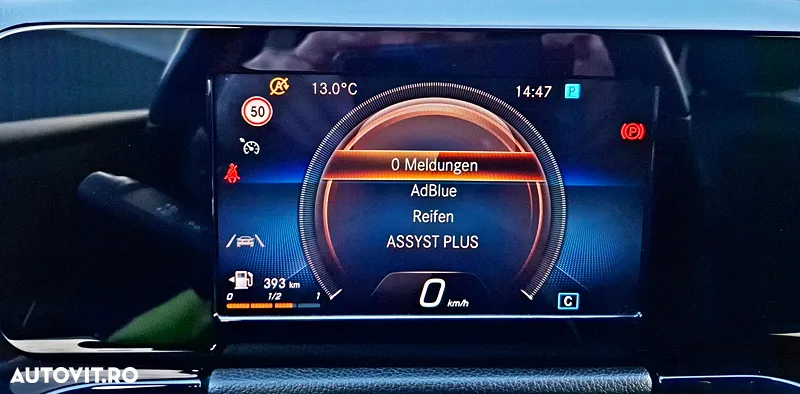 13.0°C 14:47 P
50
0 Meldungen
AdBlue
Reifen
ASSYST PLUS
393 km
0 1/2 1
0 km/h
C
AUTOVIT.RO